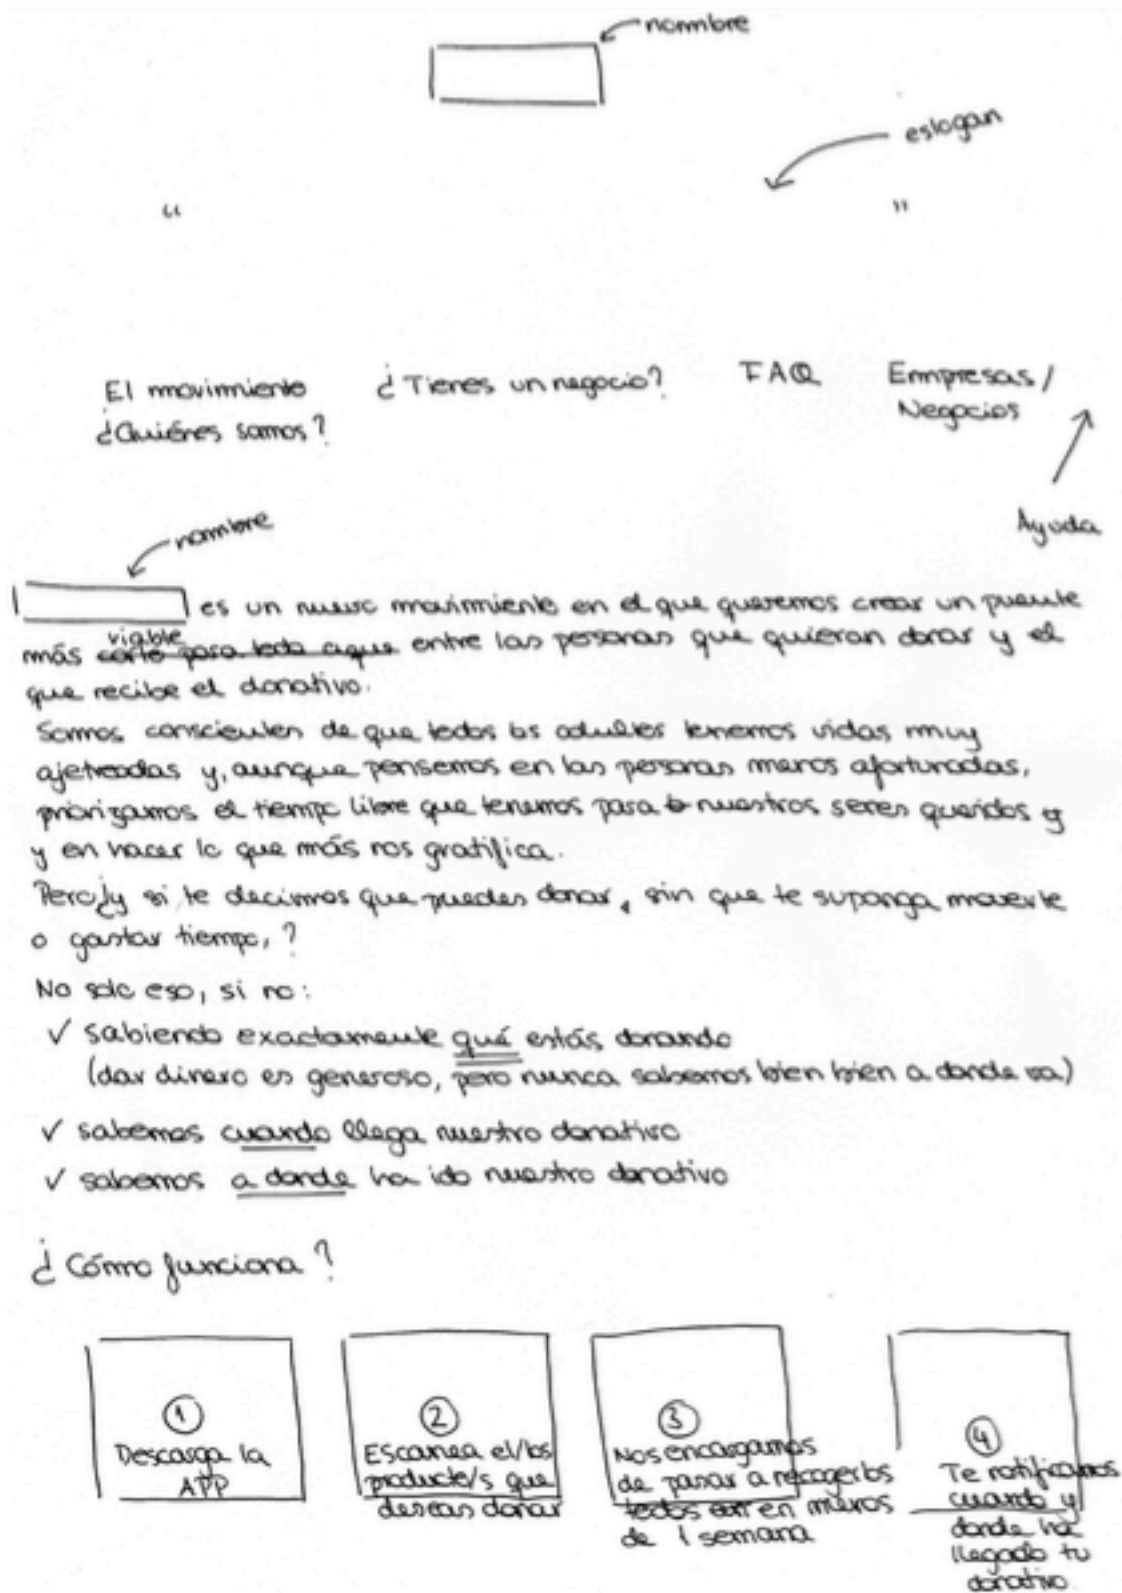 nombre
eslogan
“ ”
El movimiento ¿Tienes un negocio? FAQ Empresas /
¿Quiénes somos? Negocios
Ayuda
nombre
es un nuevo movimiento en el que queremos crear un puente
viable
más corto para todo aque entre las personas que quieran donar y el
que recibe el donativo.
Somos conscientes de que todos los adultos tenemos vidas muy
ajetreadas y, aunque pensemos en las personas menos afortunadas,
priorizamos el tiempo libre que tenemos para nuestros seres queridos y
y en hacer lo que más nos gratifica.
Pero ¿y si te decimos que puedes donar, sin que te suponga moverte
o gastar tiempo, ?
No solo eso, si no:
✓ sabiendo exactamente qué estás donando
(dar dinero es generoso, pero nunca sabemos bien bien a donde va)
✓ sabemos cuando llega nuestro donativo
✓ sabemos a donde ha ido nuestro donativo
¿Cómo funciona?
1
Descarga la
APP
2
Escanea el/los
producto/s que
deseas donar
3
Nos encargamos
de pasar a recogerlos
todos en menos
de 1 semana
4
Te notificamos
cuando y
donde ha
llegado tu
donativo